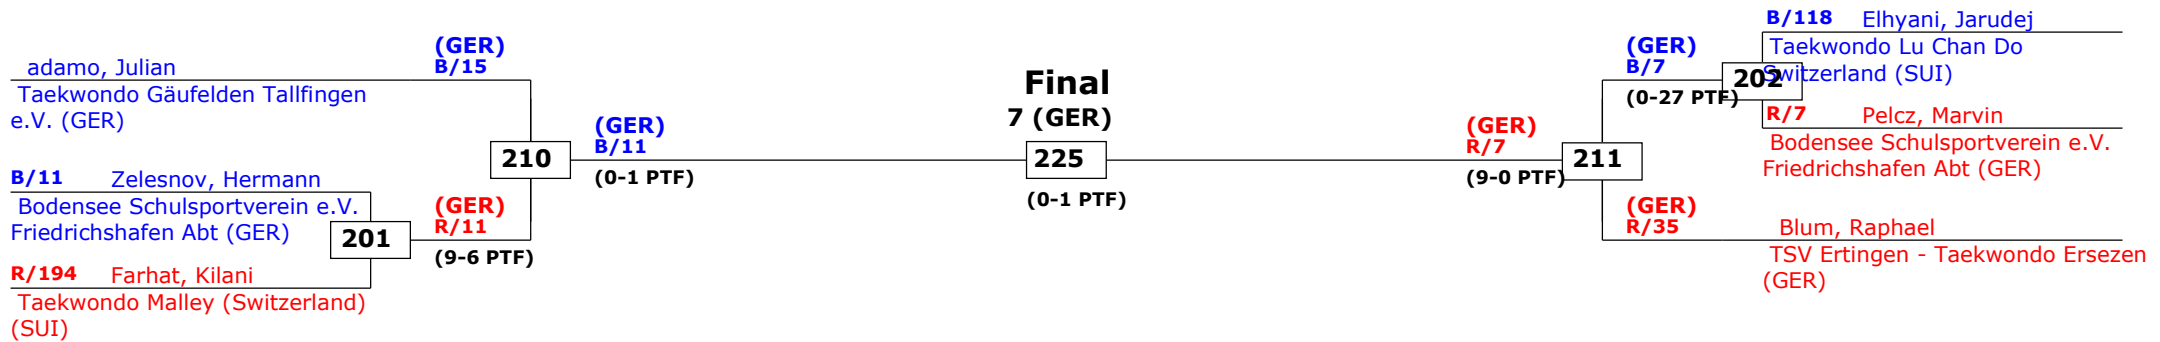 adamo, Julian
Taekwondo Gäufelden Tallfingen
e.V. (GER)
B/11 Zelesnov, Hermann
Bodensee Schulsportverein e.V.
Friedrichshafen Abt (GER)
R/194 Farhat, Kilani
Taekwondo Malley (Switzerland)
(SUI)
201
(GER)
B/15
(GER)
R/11
(9-6 PTF)
210
(GER)
B/11
(0-1 PTF)
Final
7 (GER)
225
(0-1 PTF)
(GER)
R/7
(9-0 PTF)
211
(GER)
B/7
(0-27 PTF)
(GER)
R/35
202
B/118 Elhyani, Jarudej
Taekwondo Lu Chan Do
Switzerland (SUI)
R/7 Pelcz, Marvin
Bodensee Schulsportverein e.V.
Friedrichshafen Abt (GER)
Blum, Raphael
TSV Ertingen - Taekwondo Ersezen
(GER)